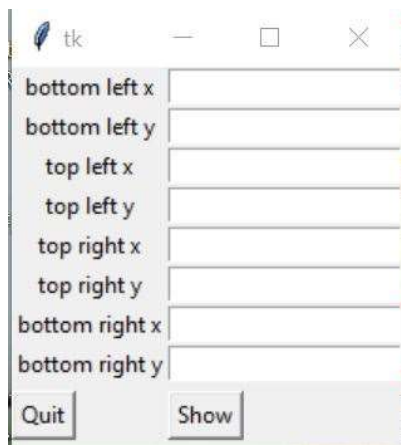 tk
bottom left x
bottom left y
top left x
top left y
top right x
top right y
bottom right x
bottom right y
Quit Show